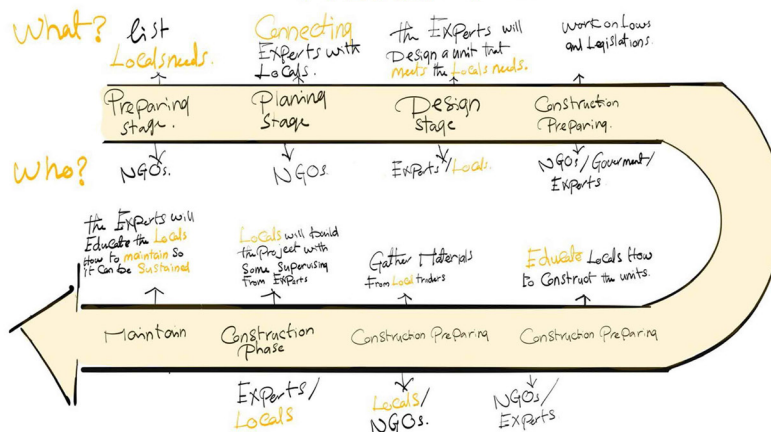 What?
list
Locals needs.
Connecting
Experts with
Locals.
the Experts will
Design a unit that
meets the Locals needs.
work on Laws
and Legislations.
Preparing
stage.
Planing
stage
Design
stage
Construction
Preparing.
Who?
NGOs.
NGOs.
Experts/Locals.
NGOs/Goverment/
Experts
the Experts will
Educate the Locals
How to maintain So
it Can be Sustained
Locals will build
the Project with
Some Supervising
From Experts
Gather Materials
From Local triders
Educate Locals How
to Construct the units.
Maintain
Construction
Phase
Construction Preparing
Construction Preparing
Experts/
LOCALS
Locals/
NGOs.
NGOs/
Experts